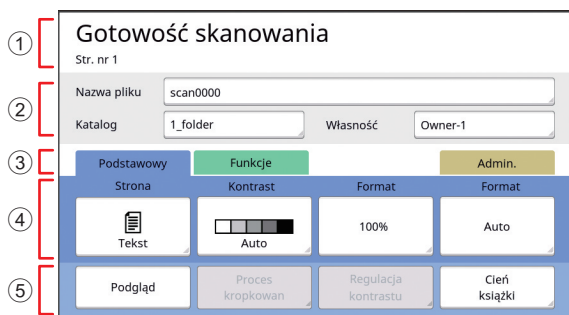 ① Gotowość skanowania
Str. nr 1
② Nazwa pliku scan0000
Katalog 1_folder Własność Owner-1
③ Podstawowy Funkcje Admin.
④ Strona Kontrast Format Format
Tekst Auto 100% Auto
⑤ Podgląd Proces kropkowan Regulacja kontrastu Cień książki